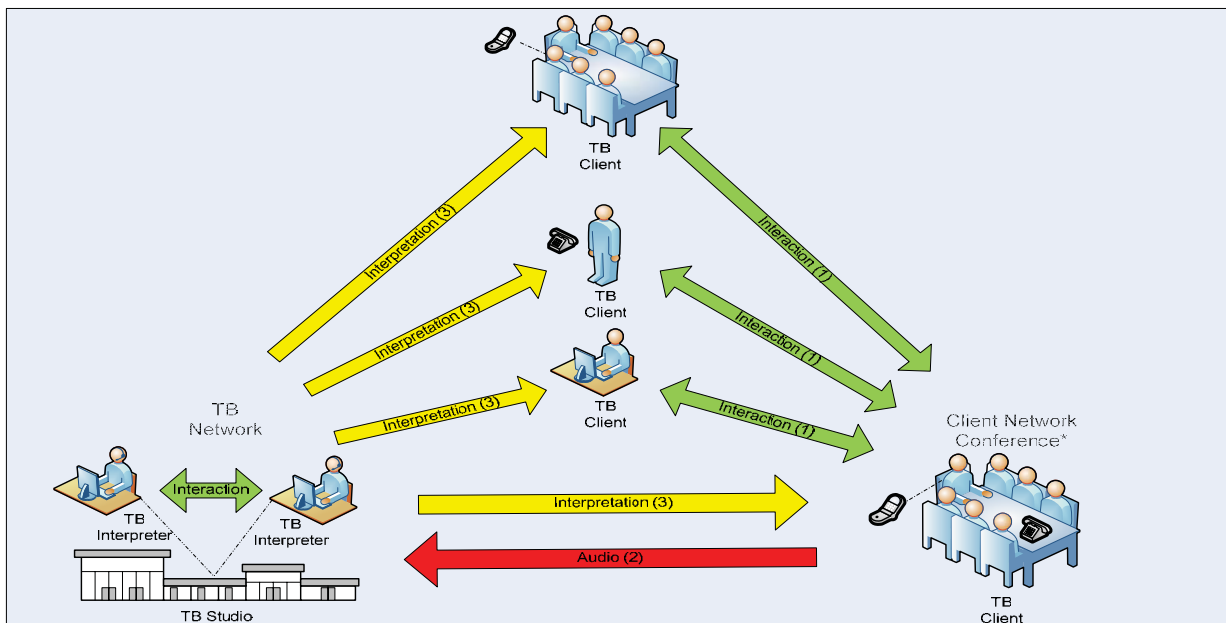 TB
Client
Interpretation (3)
Interaction (1)
TB
Client
Interpretation (3)
Interaction (1)
TB
Client
Interpretation (3)
Interaction (1)
TB
Network
Client Network
Conference*
Interaction
TB
Interpreter
TB
Interpreter
Interpretation (3)
Audio (2)
TB Studio
TB
Client